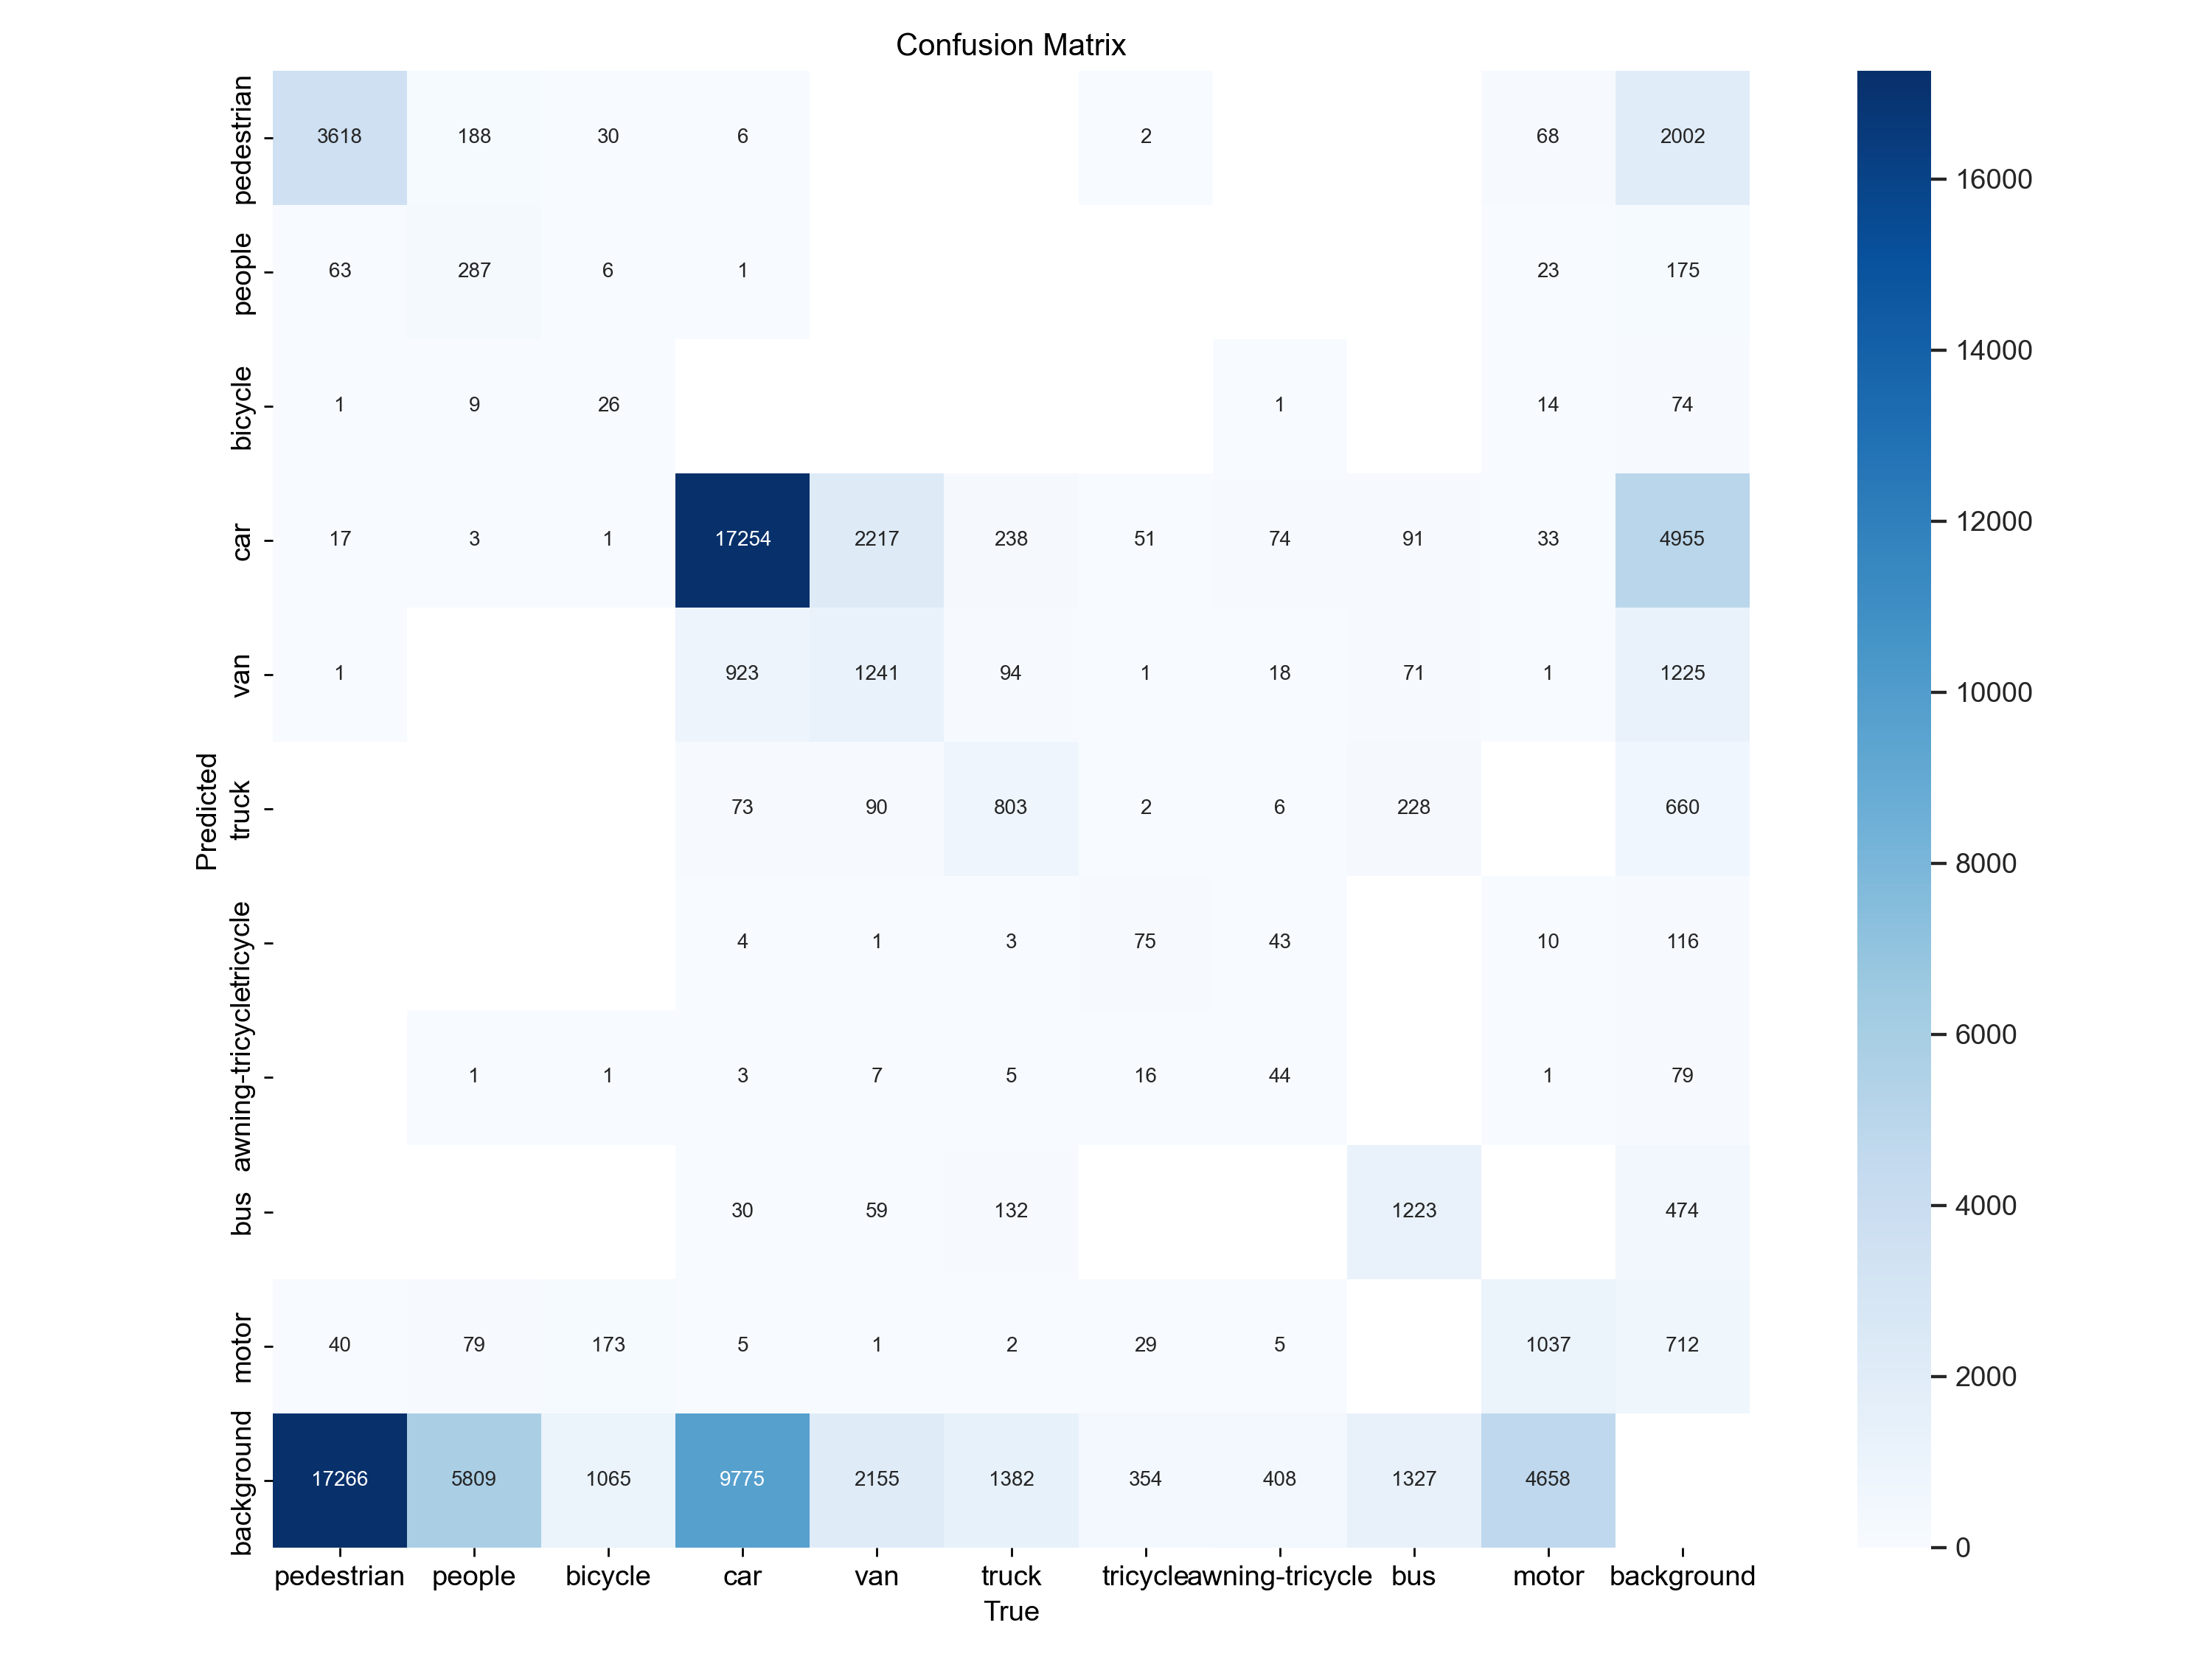 Confusion Matrix
pedestrian 3618 188 30 6 2 68 2002
people 63 287 6 1 23 175
bicycle 1 9 26 1 14 74
car 17 3 1 17254 2217 238 51 74 91 33 4955
van 1 923 1241 94 1 18 71 1 1225
truck 73 90 803 2 6 228 660
tricycle 4 1 3 75 43 10 116
awning-tricycle 1 1 3 7 5 16 44 1 79
bus 30 59 132 1223 474
motor 40 79 173 5 1 2 29 5 1037 712
background 17266 5809 1065 9775 2155 1382 354 408 1327 4658
pedestrian people bicycle car van truck tricycle awning-tricycle bus motor background
True
Predicted
16000
14000
12000
10000
8000
6000
4000
2000
0